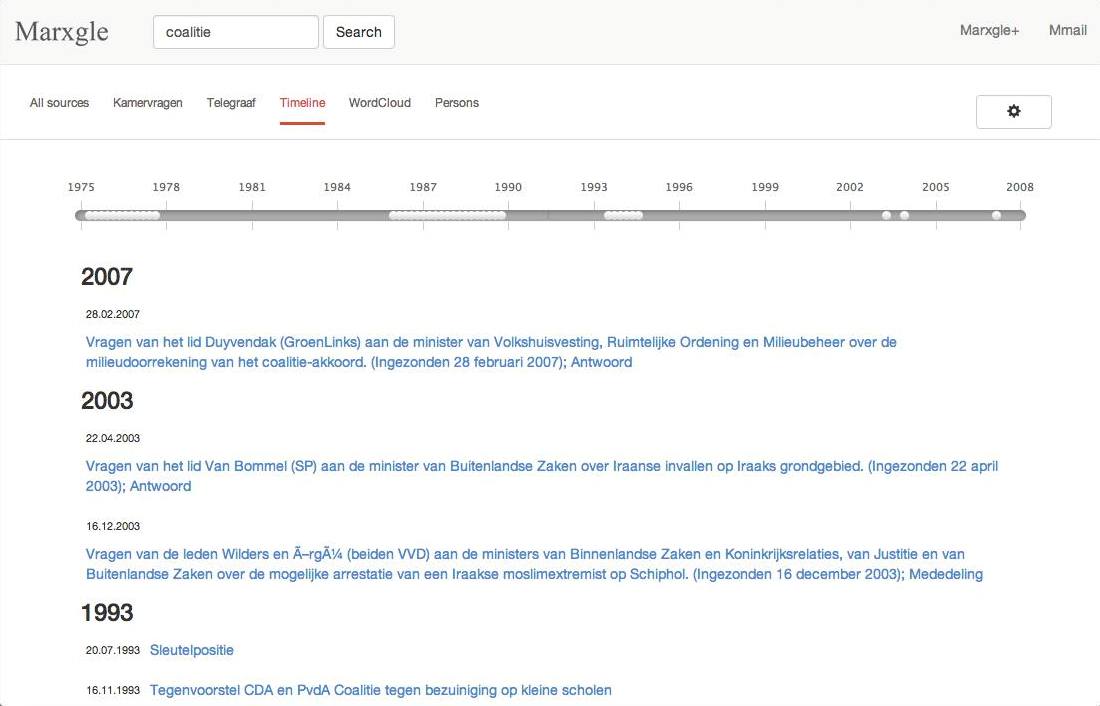 Marxgle
coalitie
Search
Marxgle+
Mmail
All sources
Kamervragen
Telegraaf
Timeline
WordCloud
Persons
1975 1978 1981 1984 1987 1990 1993 1996 1999 2002 2005 2008
2007
28.02.2007
Vragen van het lid Duyvendak (GroenLinks) aan de minister van Volkshuisvesting, Ruimtelijke Ordening en Milieubeheer over de
milieudoorrekening van het coalitie-akkoord. (Ingezonden 28 februari 2007); Antwoord
2003
22.04.2003
Vragen van het lid Van Bommel (SP) aan de minister van Buitenlandse Zaken over Iraanse invallen op Iraaks grondgebied. (Ingezonden 22 april
2003); Antwoord
16.12.2003
Vragen van de leden Wilders en Ã–rgÃ¼ (beiden VVD) aan de ministers van Binnenlandse Zaken en Koninkrijksrelaties, van Justitie en van
Buitenlandse Zaken over de mogelijke arrestatie van een Iraakse moslimextremist op Schiphol. (Ingezonden 16 december 2003); Mededeling
1993
20.07.1993 Sleutelpositie
16.11.1993 Tegenvoorstel CDA en PvdA Coalitie tegen bezuiniging op kleine scholen